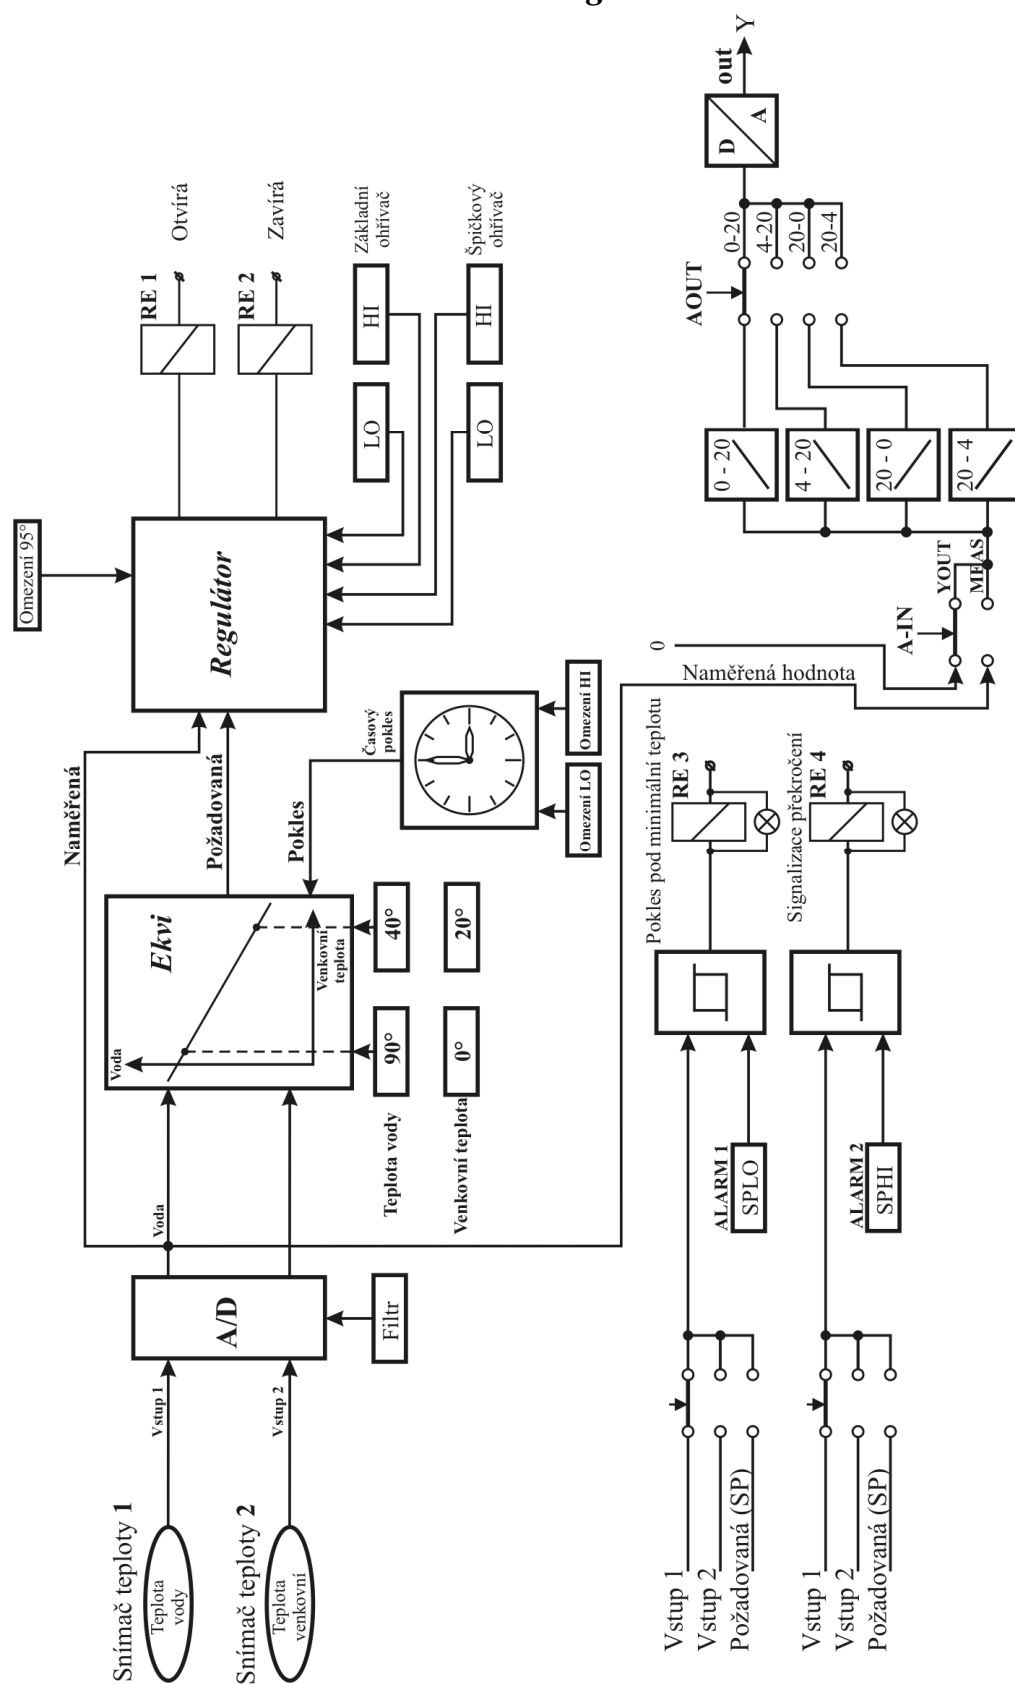 g
Snímač teploty 1
Teplota
vody
Snímač teploty 2
Teplota
venkovní
Vstup 1
Vstup 2
A/D
Filtr
Voda
Naměřená
Ekvi
Voda
Venkovní
teplota
Teplota vody
90°
40°
Venkovní teplota
0°
20°
Požadovaná
Pokles
Časový
pokles
Omezení LO
Omezení HI
Omezení 95°
Regulátor
RE 1
Otvírá
RE 2
Zavírá
LO
HI
Základní
ohřívač
LO
HI
Špičkový
ohřívač
Vstup 1
Vstup 2
Požadovaná (SP)
ALARM 1
SPLO
Pokles pod minimální teplotu
RE 3
Vstup 1
Vstup 2
Požadovaná (SP)
ALARM 2
SPHI
Signalizace překročení
RE 4
0
Naměřená hodnota
A-IN
YOUT
MEAS
0 - 20
4 - 20
20 - 0
20 - 4
AOUT
0-20
4-20
20-0
20-4
D
A
out
Y